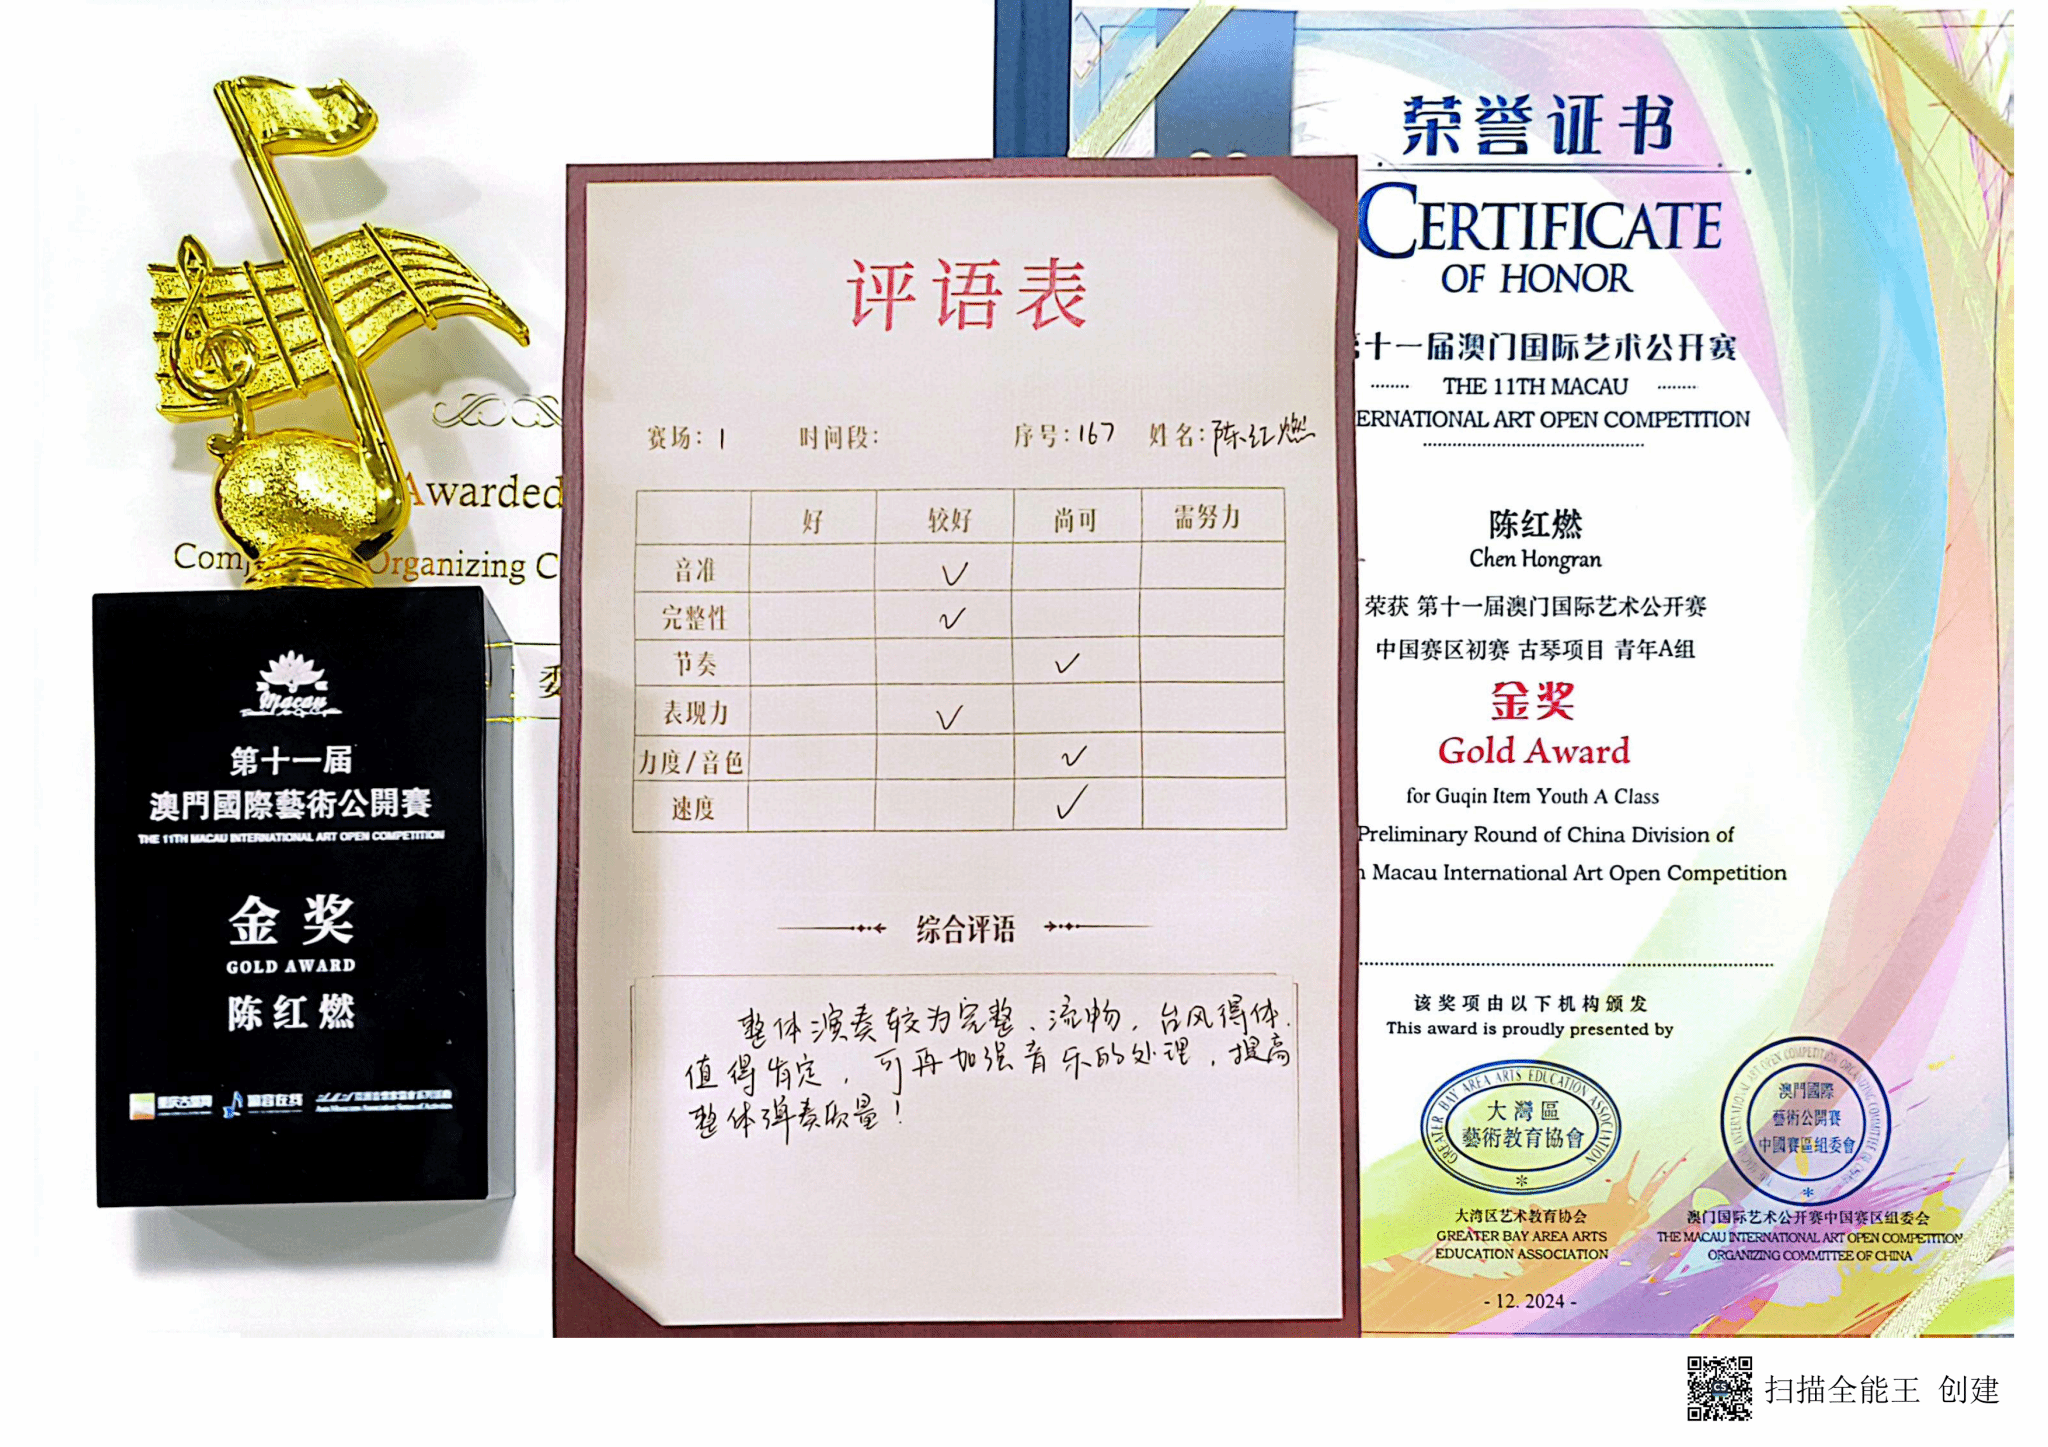 Awarded
Com
Organizing C
委
Macau
第十一届
澳門國際藝術公開賽
THE 11TH MACAU INTERNATIONAL ART OPEN COMPETITION
金奖
GOLD AWARD
陈红燃
评语表
赛场：1 时间段： 序号：167 姓名：陈红燃
好 较好 尚可 需努力
音准 ✓
完整性 ✓
节奏 ✓
表现力 ✓
力度/音色 ✓
速度 ✓
综合评语
整体演奏较为完整、流畅，台风得体，
值得肯定，可再加强音乐的处理，提高
整体弹奏质量！
荣誉证书
CERTIFICATE
OF HONOR
十一届澳门国际艺术公开赛
THE 11TH MACAU
ERNATIONAL ART OPEN COMPETITION
陈红燃
Chen Hongran
荣获 第十一届澳门国际艺术公开赛
中国赛区初赛 古琴项目 青年A组
金奖
Gold Award
for Guqin Item Youth A Class
Preliminary Round of China Division of
Macau International Art Open Competition
该奖项由以下机构颁发
This award is proudly presented by
GREATER BAY AREA ARTS EDUCATION ASSOCIATION
大灣區
藝術教育協會
澳門國際
藝術公開賽
中國賽區組委會
大湾区艺术教育协会
GREATER BAY AREA ARTS
EDUCATION ASSOCIATION
澳门国际艺术公开赛中国赛区组委会
THE MACAU INTERNATIONAL ART OPEN COMPETITION
ORGANIZING COMMITTEE OF CHINA
- 12. 2024 -
CS
扫描全能王 创建